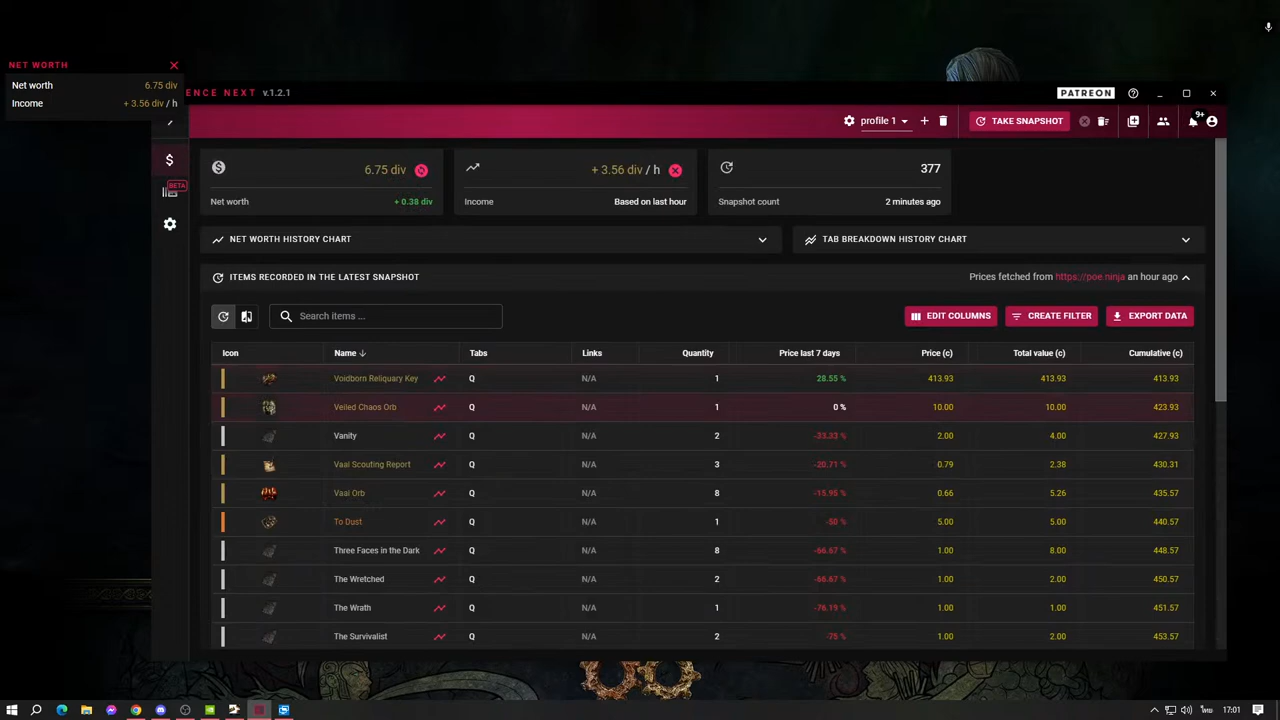 NET WORTH
Net worth 6.75 div
Income + 3.56 div / h
ENCE NEXT v.1.2.1
PATREON
profile 1
TAKE SNAPSHOT
9+
6.75 div
Net worth + 0.38 div
+ 3.56 div / h
Income Based on last hour
377
Snapshot count 2 minutes ago
BETA
NET WORTH HISTORY CHART
TAB BREAKDOWN HISTORY CHART
ITEMS RECORDED IN THE LATEST SNAPSHOT
Prices fetched from https://poe.ninja an hour ago
Search items ...
EDIT COLUMNS
CREATE FILTER
EXPORT DATA
Icon Name Tabs Links Quantity Price last 7 days Price (c) Total value (c) Cumulative (c)
Voidborn Reliquary Key Q N/A 1 28.55 % 413.93 413.93 413.93
Veiled Chaos Orb Q N/A 1 0 % 10.00 10.00 423.93
Vanity Q N/A 2 -33.33 % 2.00 4.00 427.93
Vaal Scouting Report Q N/A 3 -20.71 % 0.79 2.38 430.31
Vaal Orb Q N/A 8 -15.95 % 0.66 5.26 435.57
To Dust Q N/A 1 -50 % 5.00 5.00 440.57
Three Faces in the Dark Q N/A 8 -66.67 % 1.00 8.00 448.57
The Wretched Q N/A 2 -66.67 % 1.00 2.00 450.57
The Wrath Q N/A 1 -76.19 % 1.00 1.00 451.57
The Survivalist Q N/A 2 -75 % 1.00 2.00 453.57
ไทย 17:01